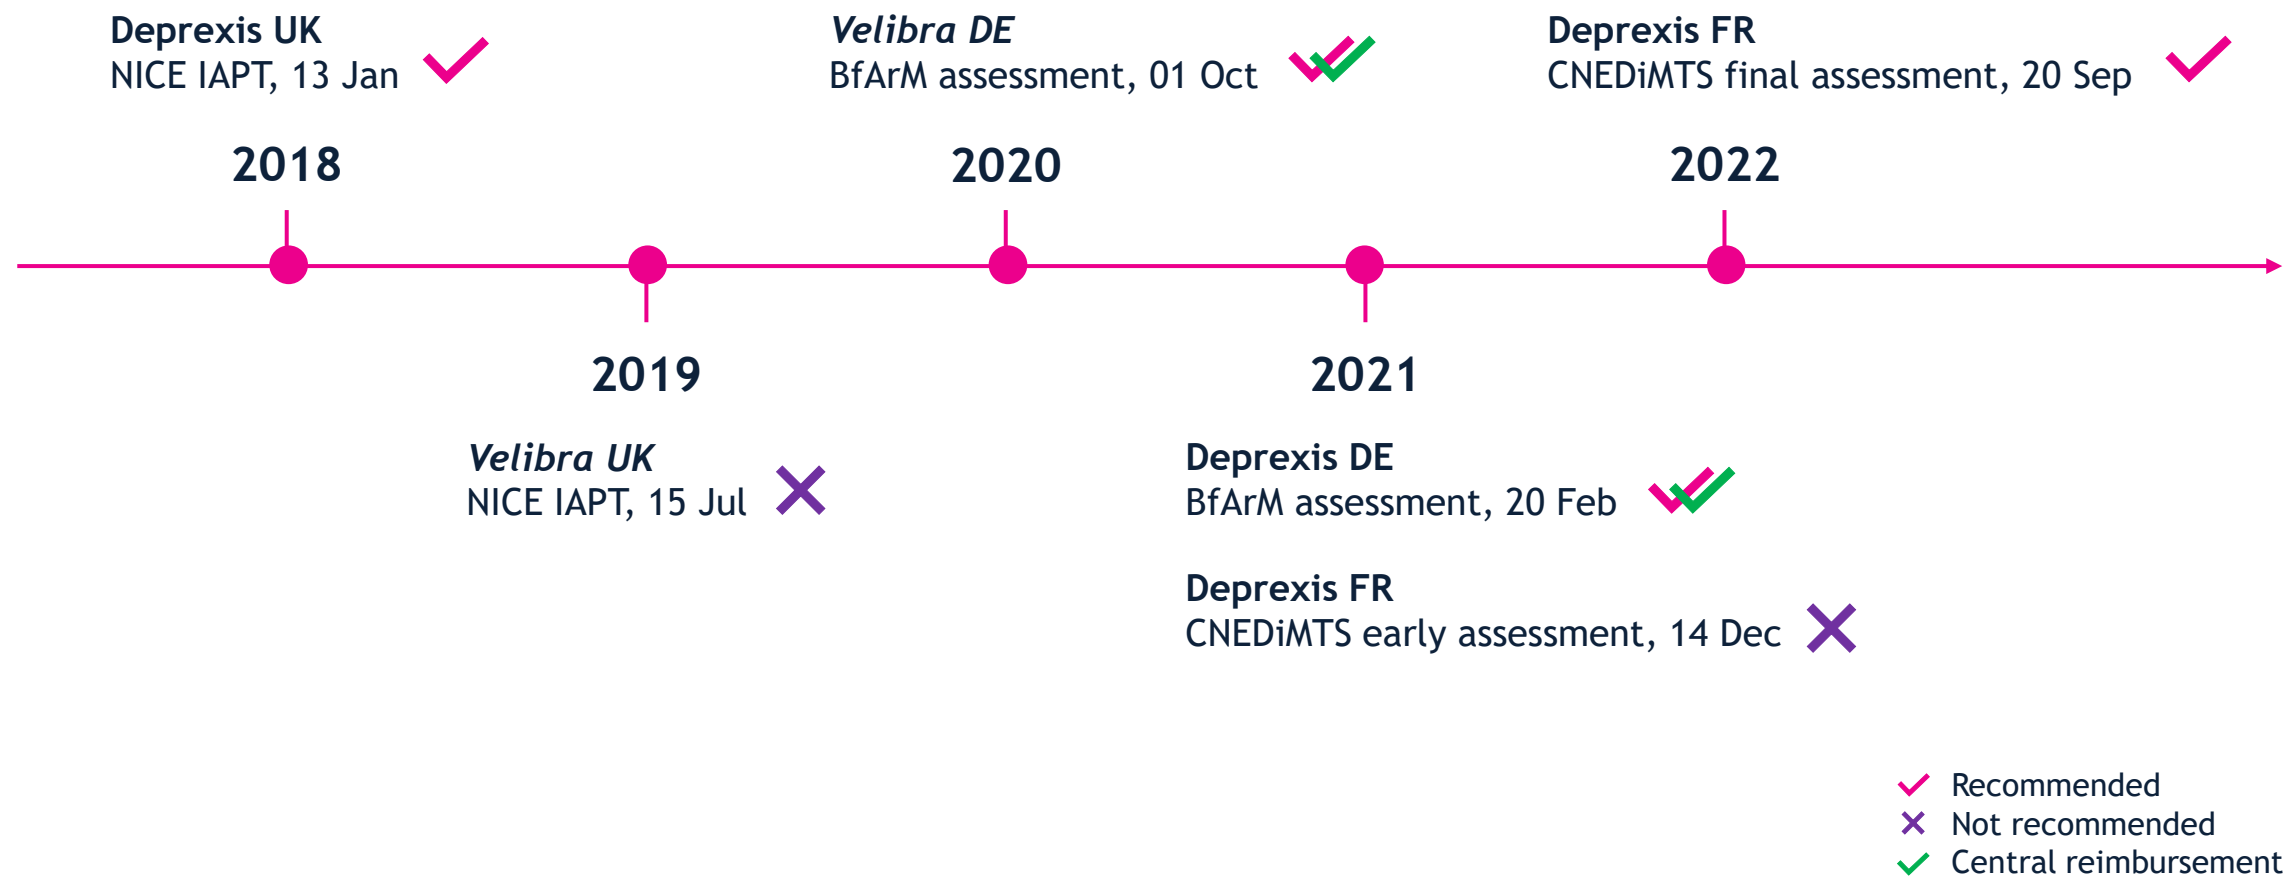 Deprexis UK
NICE IAPT, 13 Jan
2018
Velibra UK
NICE IAPT, 15 Jul
2019
Velibra DE
BfArM assessment, 01 Oct
2020
Deprexis DE
BfArM assessment, 20 Feb
Deprexis FR
CNEDiMTS early assessment, 14 Dec
2021
Deprexis FR
CNEDiMTS final assessment, 20 Sep
2022
Recommended
Not recommended
Central reimbursement